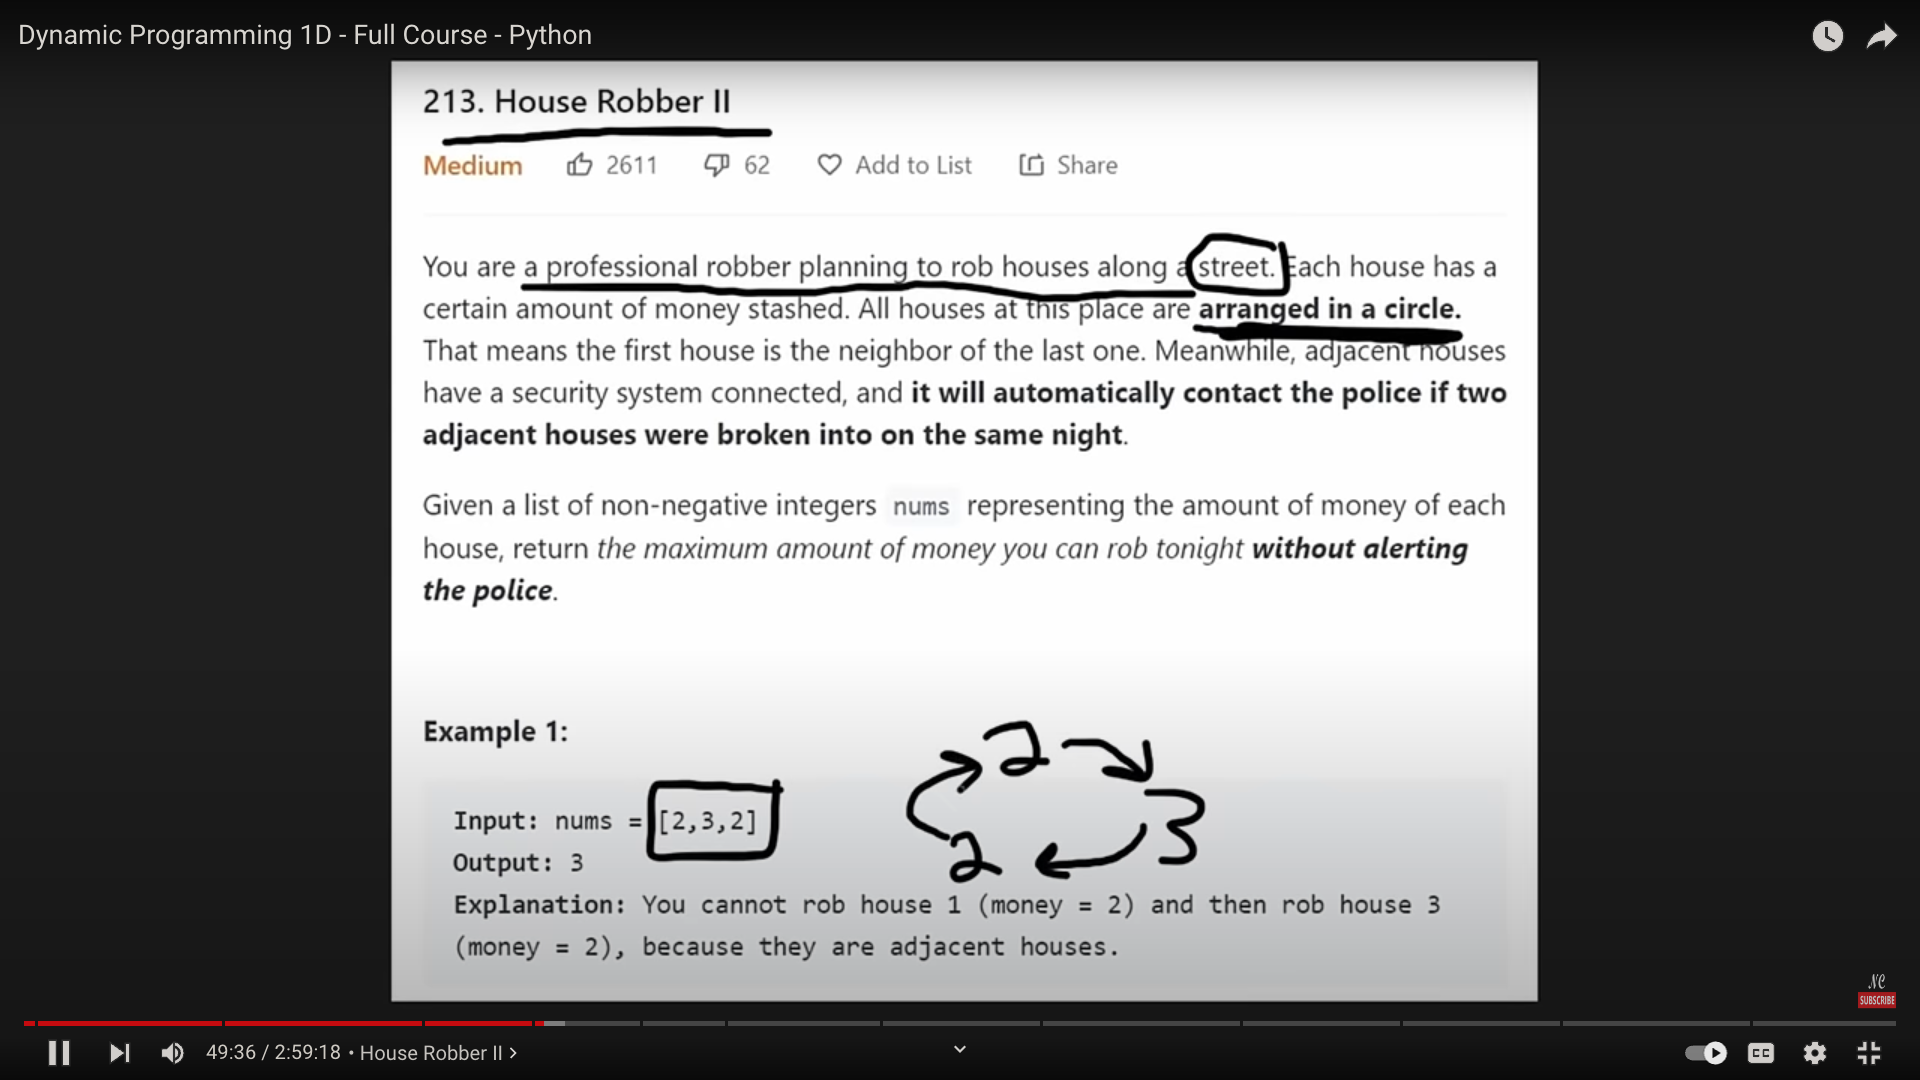 Dynamic Programming 1D - Full Course - Python
213. House Robber II
Medium 2611 62 Add to List Share
You are a professional robber planning to rob houses along a street. Each house has a
certain amount of money stashed. All houses at this place are arranged in a circle.
That means the first house is the neighbor of the last one. Meanwhile, adjacent houses
have a security system connected, and it will automatically contact the police if two
adjacent houses were broken into on the same night.
Given a list of non-negative integers nums representing the amount of money of each
house, return the maximum amount of money you can rob tonight without alerting
the police.
Example 1:
2
3
2
Input: nums = [2,3,2]
Output: 3
Explanation: You cannot rob house 1 (money = 2) and then rob house 3
(money = 2), because they are adjacent houses.
NC
SUBSCRIBE
49:36 / 2:59:18 • House Robber II >
CC